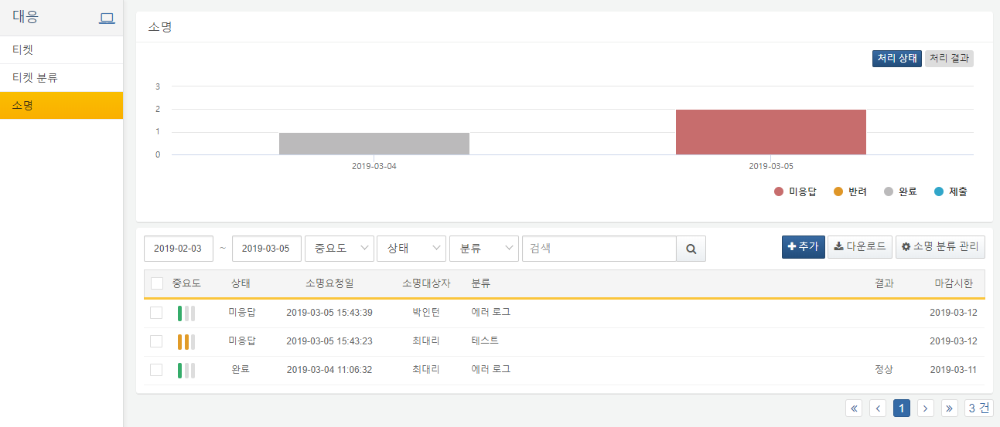 대응
티켓
티켓 분류
소명
소명
처리 상태 처리 결과
3
2
1
0
2019-03-04 2019-03-05
미응답 반려 완료 제출
2019-02-03 ~ 2019-03-05 중요도 상태 분류 검색 추가 다운로드 소명 분류 관리
중요도 상태 소명요청일 소명대상자 분류 결과 마감시한
미응답 2019-03-05 15:43:39 박인턴 에러 로그 2019-03-12
미응답 2019-03-05 15:43:23 최대리 테스트 2019-03-12
완료 2019-03-04 11:06:32 최대리 에러 로그 정상 2019-03-11
« ‹ 1 › » 3 건